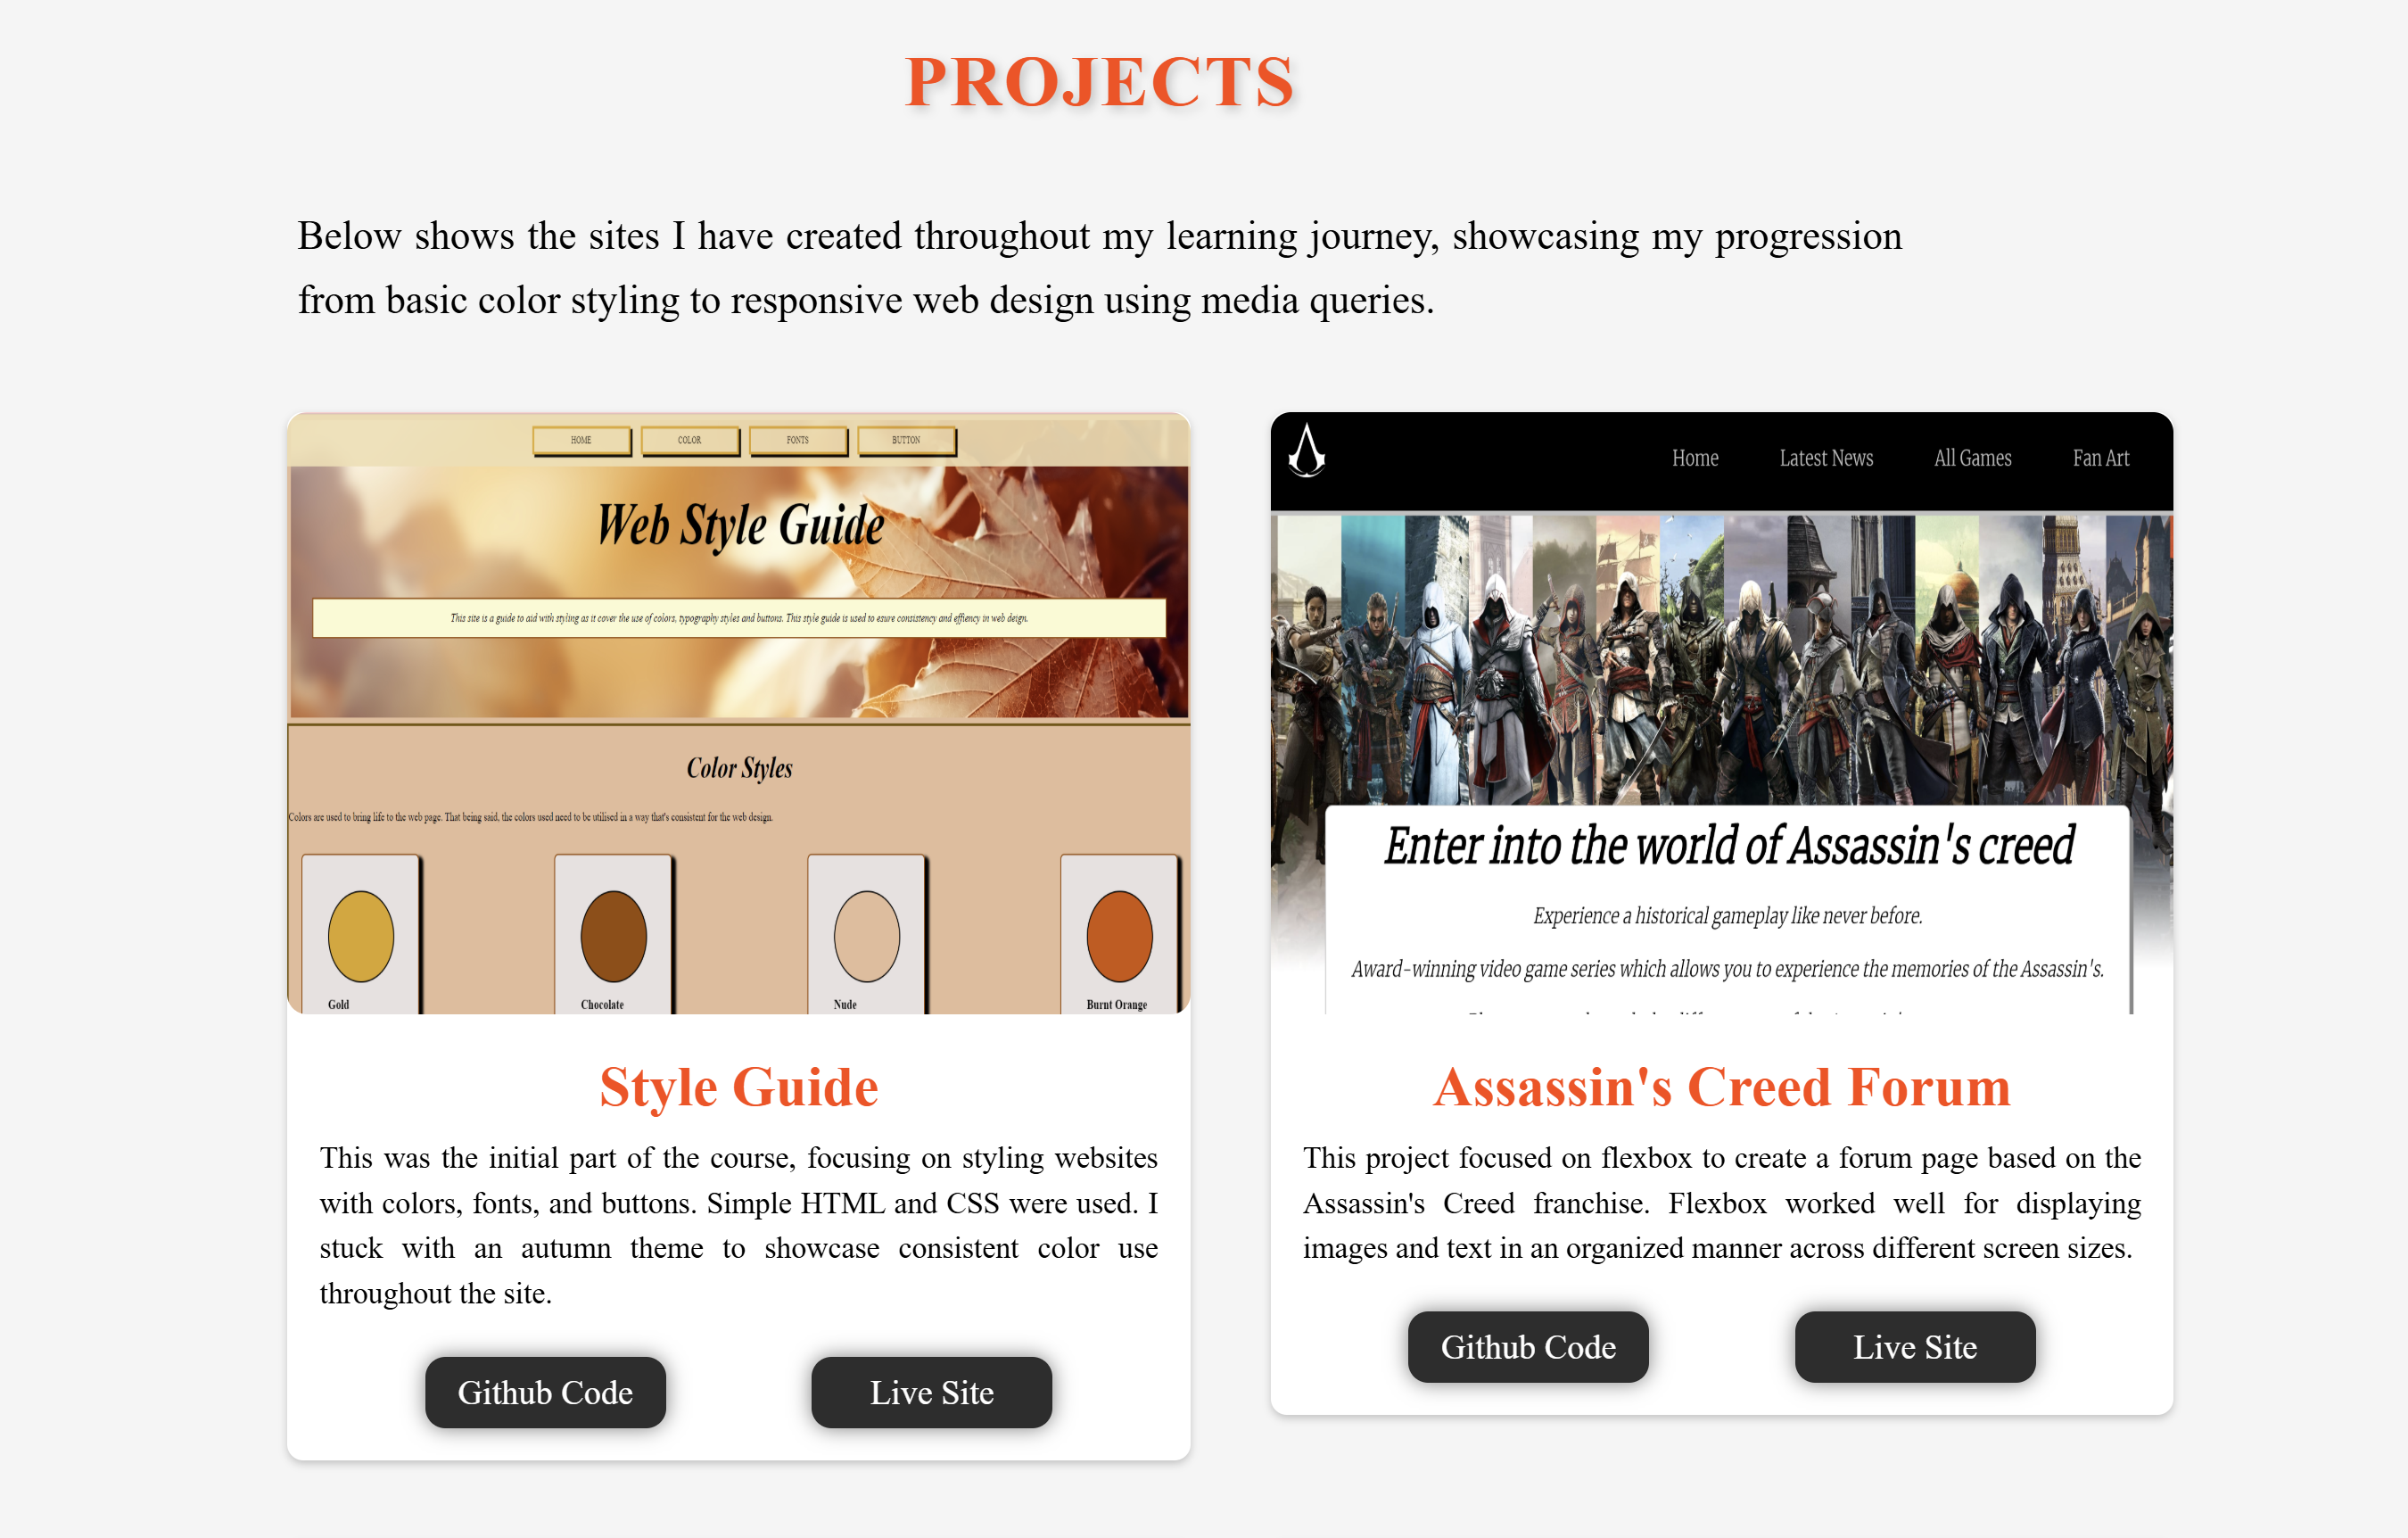 PROJECTS
Below shows the sites I have created throughout my learning journey, showcasing my progression
from basic color styling to responsive web design using media queries.
HOME COLOR FONTS BUTTON
Web Style Guide
This site is a guide to aid with styling as it cover the use of colors, typography styles and buttons. This style guide is used to esure consistency and effiency in web deign.
Color Styles
Colors are used to bring life to the web page. That being said, the colors used need to be utilised in a way that's consistent for the web design.
Gold Chocolate Nude Burnt Orange
Style Guide
This was the initial part of the course, focusing on styling websites
with colors, fonts, and buttons. Simple HTML and CSS were used. I
stuck with an autumn theme to showcase consistent color use
throughout the site.
Github Code Live Site
Home Latest News All Games Fan Art
Enter into the world of Assassin's creed
Experience a historical gameplay like never before.
Award-winning video game series which allows you to experience the memories of the Assassin's.
Assassin's Creed Forum
This project focused on flexbox to create a forum page based on the
Assassin's Creed franchise. Flexbox worked well for displaying
images and text in an organized manner across different screen sizes.
Github Code Live Site